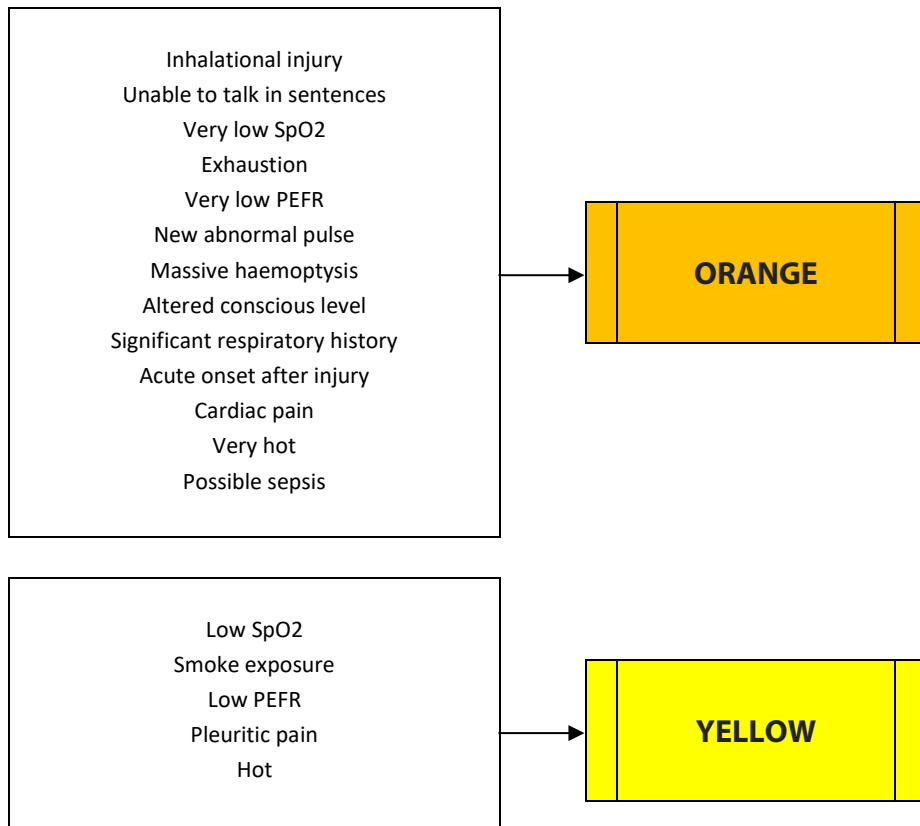 Inhalational injury
Unable to talk in sentences
Very low SpO2
Exhaustion
Very low PEFR
New abnormal pulse
Massive haemoptysis
Altered conscious level
Significant respiratory history
Acute onset after injury
Cardiac pain
Very hot
Possible sepsis
ORANGE
Low SpO2
Smoke exposure
Low PEFR
Pleuritic pain
Hot
YELLOW